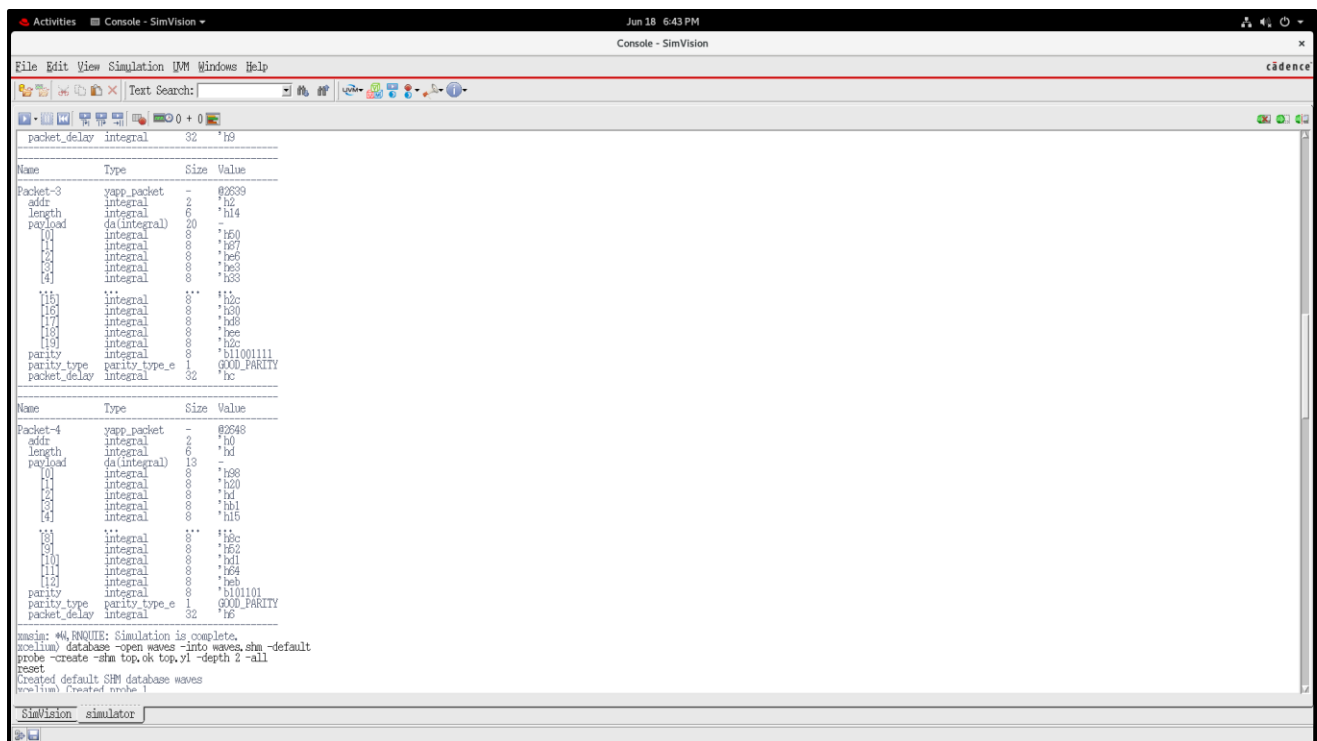 Activities Console - SimVision Jun 18 6:43 PM
Console - SimVision ×
File Edit View Simulation UVM Windows Help cādence
Text Search: UVM
0 + 0
packet_delay integral 32 'h9
Name Type Size Value
Packet-3 yapp_packet - @2639
addr integral 2 'h2
length integral 6 'h14
payload da(integral) 20 -
[0] integral 8 'h50
[1] integral 8 'h87
[2] integral 8 'he6
[3] integral 8 'he3
[4] integral 8 'h33
... ... ... ...
[15] integral 8 'h2c
[16] integral 8 'h30
[17] integral 8 'hd8
[18] integral 8 'hee
[19] integral 8 'h2c
parity integral 8 'b11001111
parity_type parity_type_e 1 GOOD_PARITY
packet_delay integral 32 'hc
Name Type Size Value
Packet-4 yapp_packet - @2648
addr integral 2 'h0
length integral 6 'hd
payload da(integral) 13 -
[0] integral 8 'h98
[1] integral 8 'h20
[2] integral 8 'hd
[3] integral 8 'hb1
[4] integral 8 'h15
... ... ... ...
[8] integral 8 'h8c
[9] integral 8 'h52
[10] integral 8 'hd1
[11] integral 8 'h64
[12] integral 8 'heb
parity integral 8 'b101101
parity_type parity_type_e 1 GOOD_PARITY
packet_delay integral 32 'h6
xmsim: *W,RNQUIE: Simulation is complete.
xcelium> database -open waves -into waves.shm -default
probe -create -shm top.ok top.y1 -depth 2 -all
reset
Created default SHM database waves
xcelium> Created probe 1
SimVision simulator